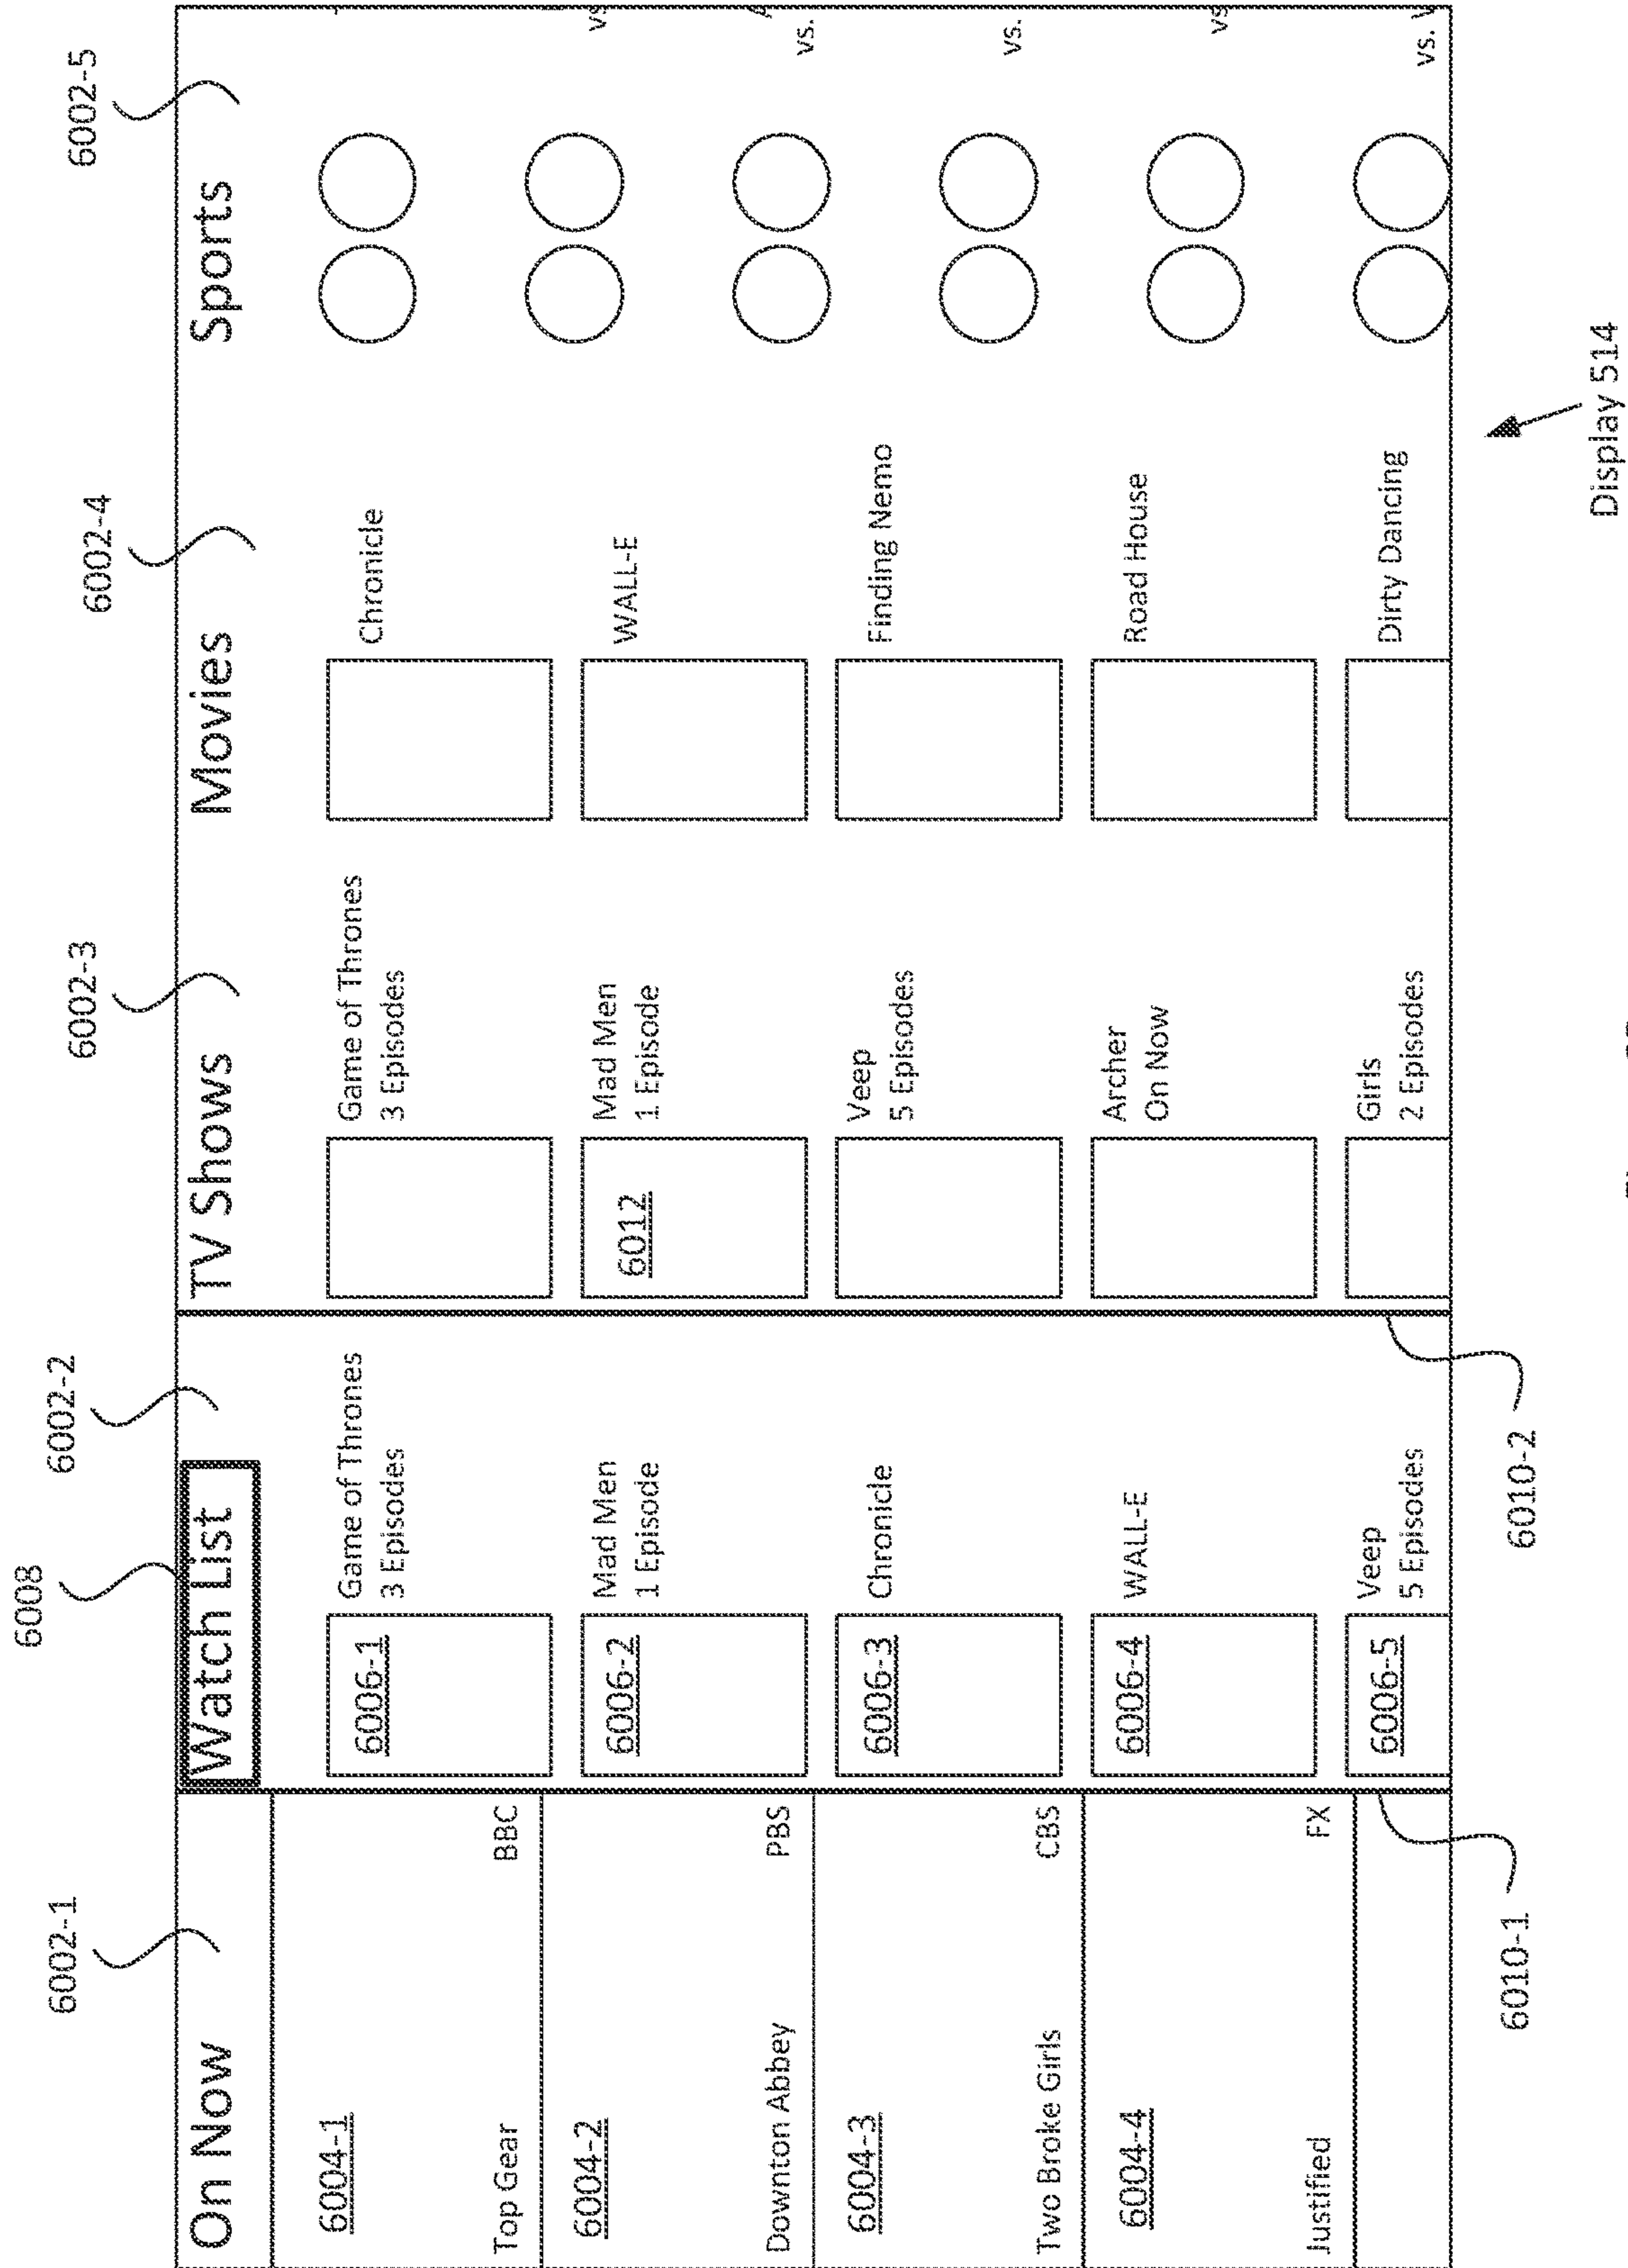 6008
6002-1
6002-2
6002-3
6002-4
6002-5
On Now
6004-1
Top Gear
BBC
6004-2
Downton Abbey
PBS
6004-3
Two Broke Girls
CBS
6004-4
Justified
FX
Watch List
6006-1
Game of Thrones
3 Episodes
6006-2
Mad Men
1 Episode
6006-3
Chronicle
6006-4
WALL-E
6006-5
Veep
5 Episodes
TV Shows
Game of Thrones
3 Episodes
6012
Mad Men
1 Episode
Veep
5 Episodes
Archer
On Now
Girls
2 Episodes
Movies
Chronicle
WALL-E
Finding Nemo
Road House
Dirty Dancing
Sports
vs
vs.
vs.
vs
vs.
6010-1
6010-2
Display 514